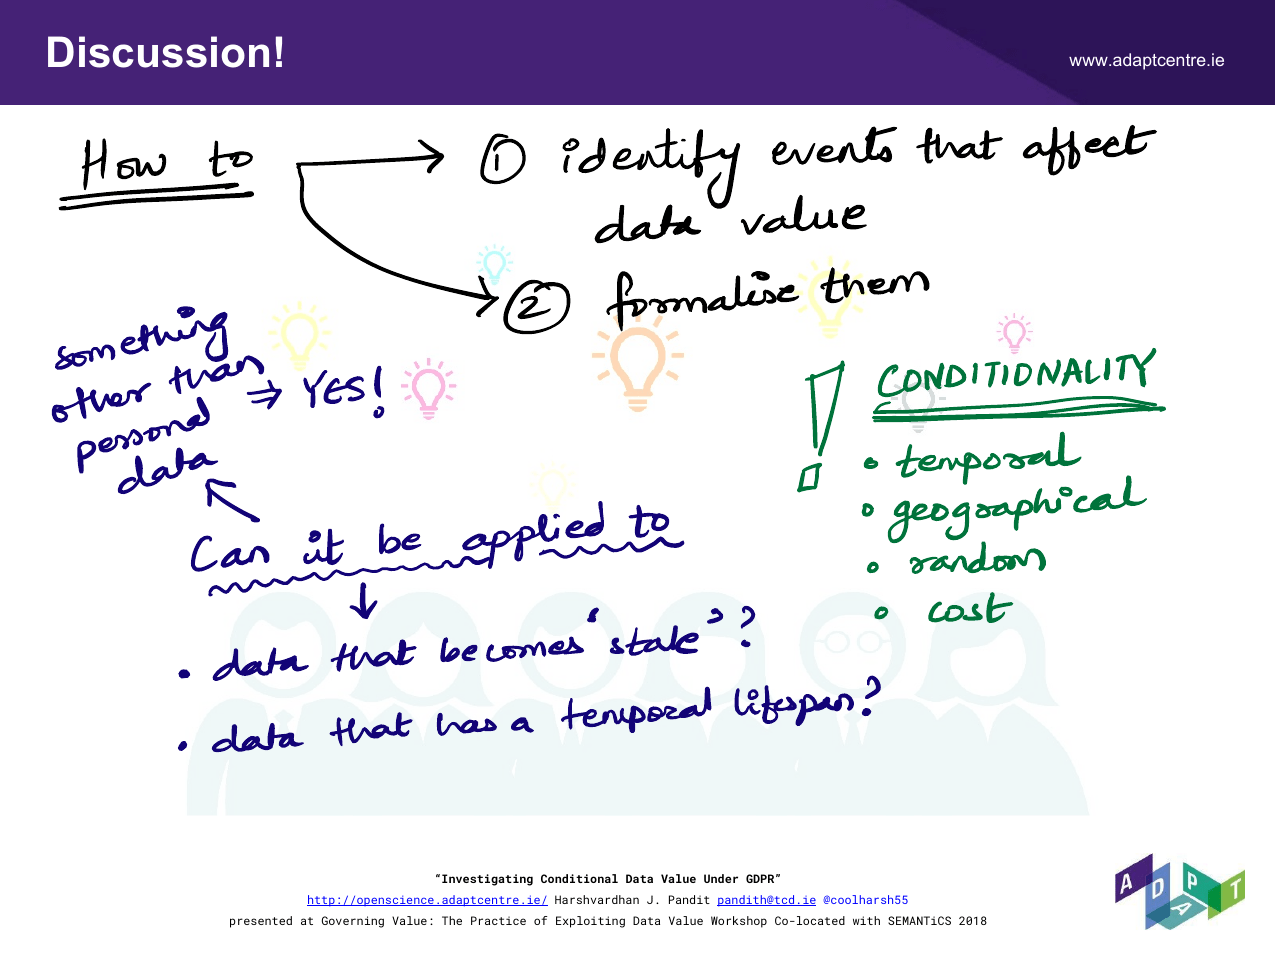 Discussion!
www.adaptcentre.ie
How to
① identify events that affect
data value
② formalise them
something
other than
personal
data
⇒ YES!
! CONDITIONALITY
• temporal
• geographical
• random
• cost
Can it be applied to
• data that becomes "stale"?
• data that has a temporal lifespan?
“Investigating Conditional Data Value Under GDPR”
http://openscience.adaptcentre.ie/ Harshvardhan J. Pandit pandith@tcd.ie @coolharsh55
presented at Governing Value: The Practice of Exploiting Data Value Workshop Co-located with SEMANTiCS 2018
ADAPT